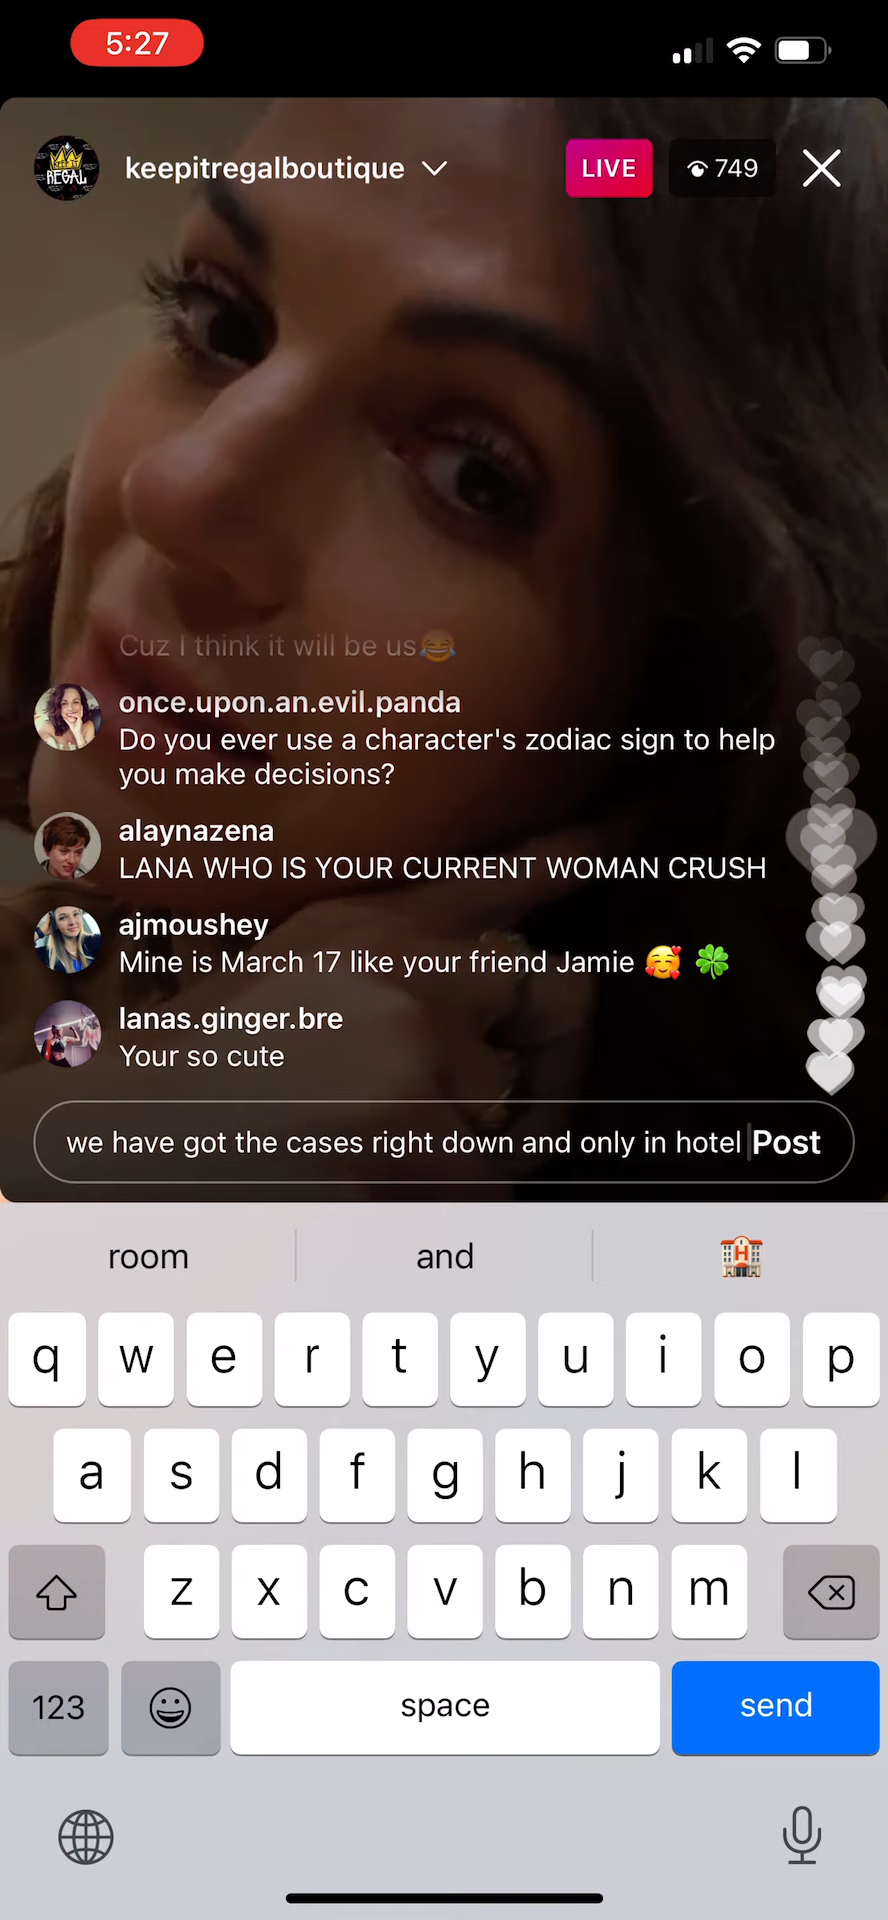 5:27
REGAL
keepitregalboutique
LIVE
749
Cuz I think it will be us😂
once.upon.an.evil.panda
Do you ever use a character's zodiac sign to help
you make decisions?
alaynazena
LANA WHO IS YOUR CURRENT WOMAN CRUSH
ajmoushey
Mine is March 17 like your friend Jamie 🥰 🍀
lanas.ginger.bre
Your so cute
we have got the cases right down and only in hotel Post
room and 🏨
q w e r t y u i o p
a s d f g h j k l
z x c v b n m
123 space send